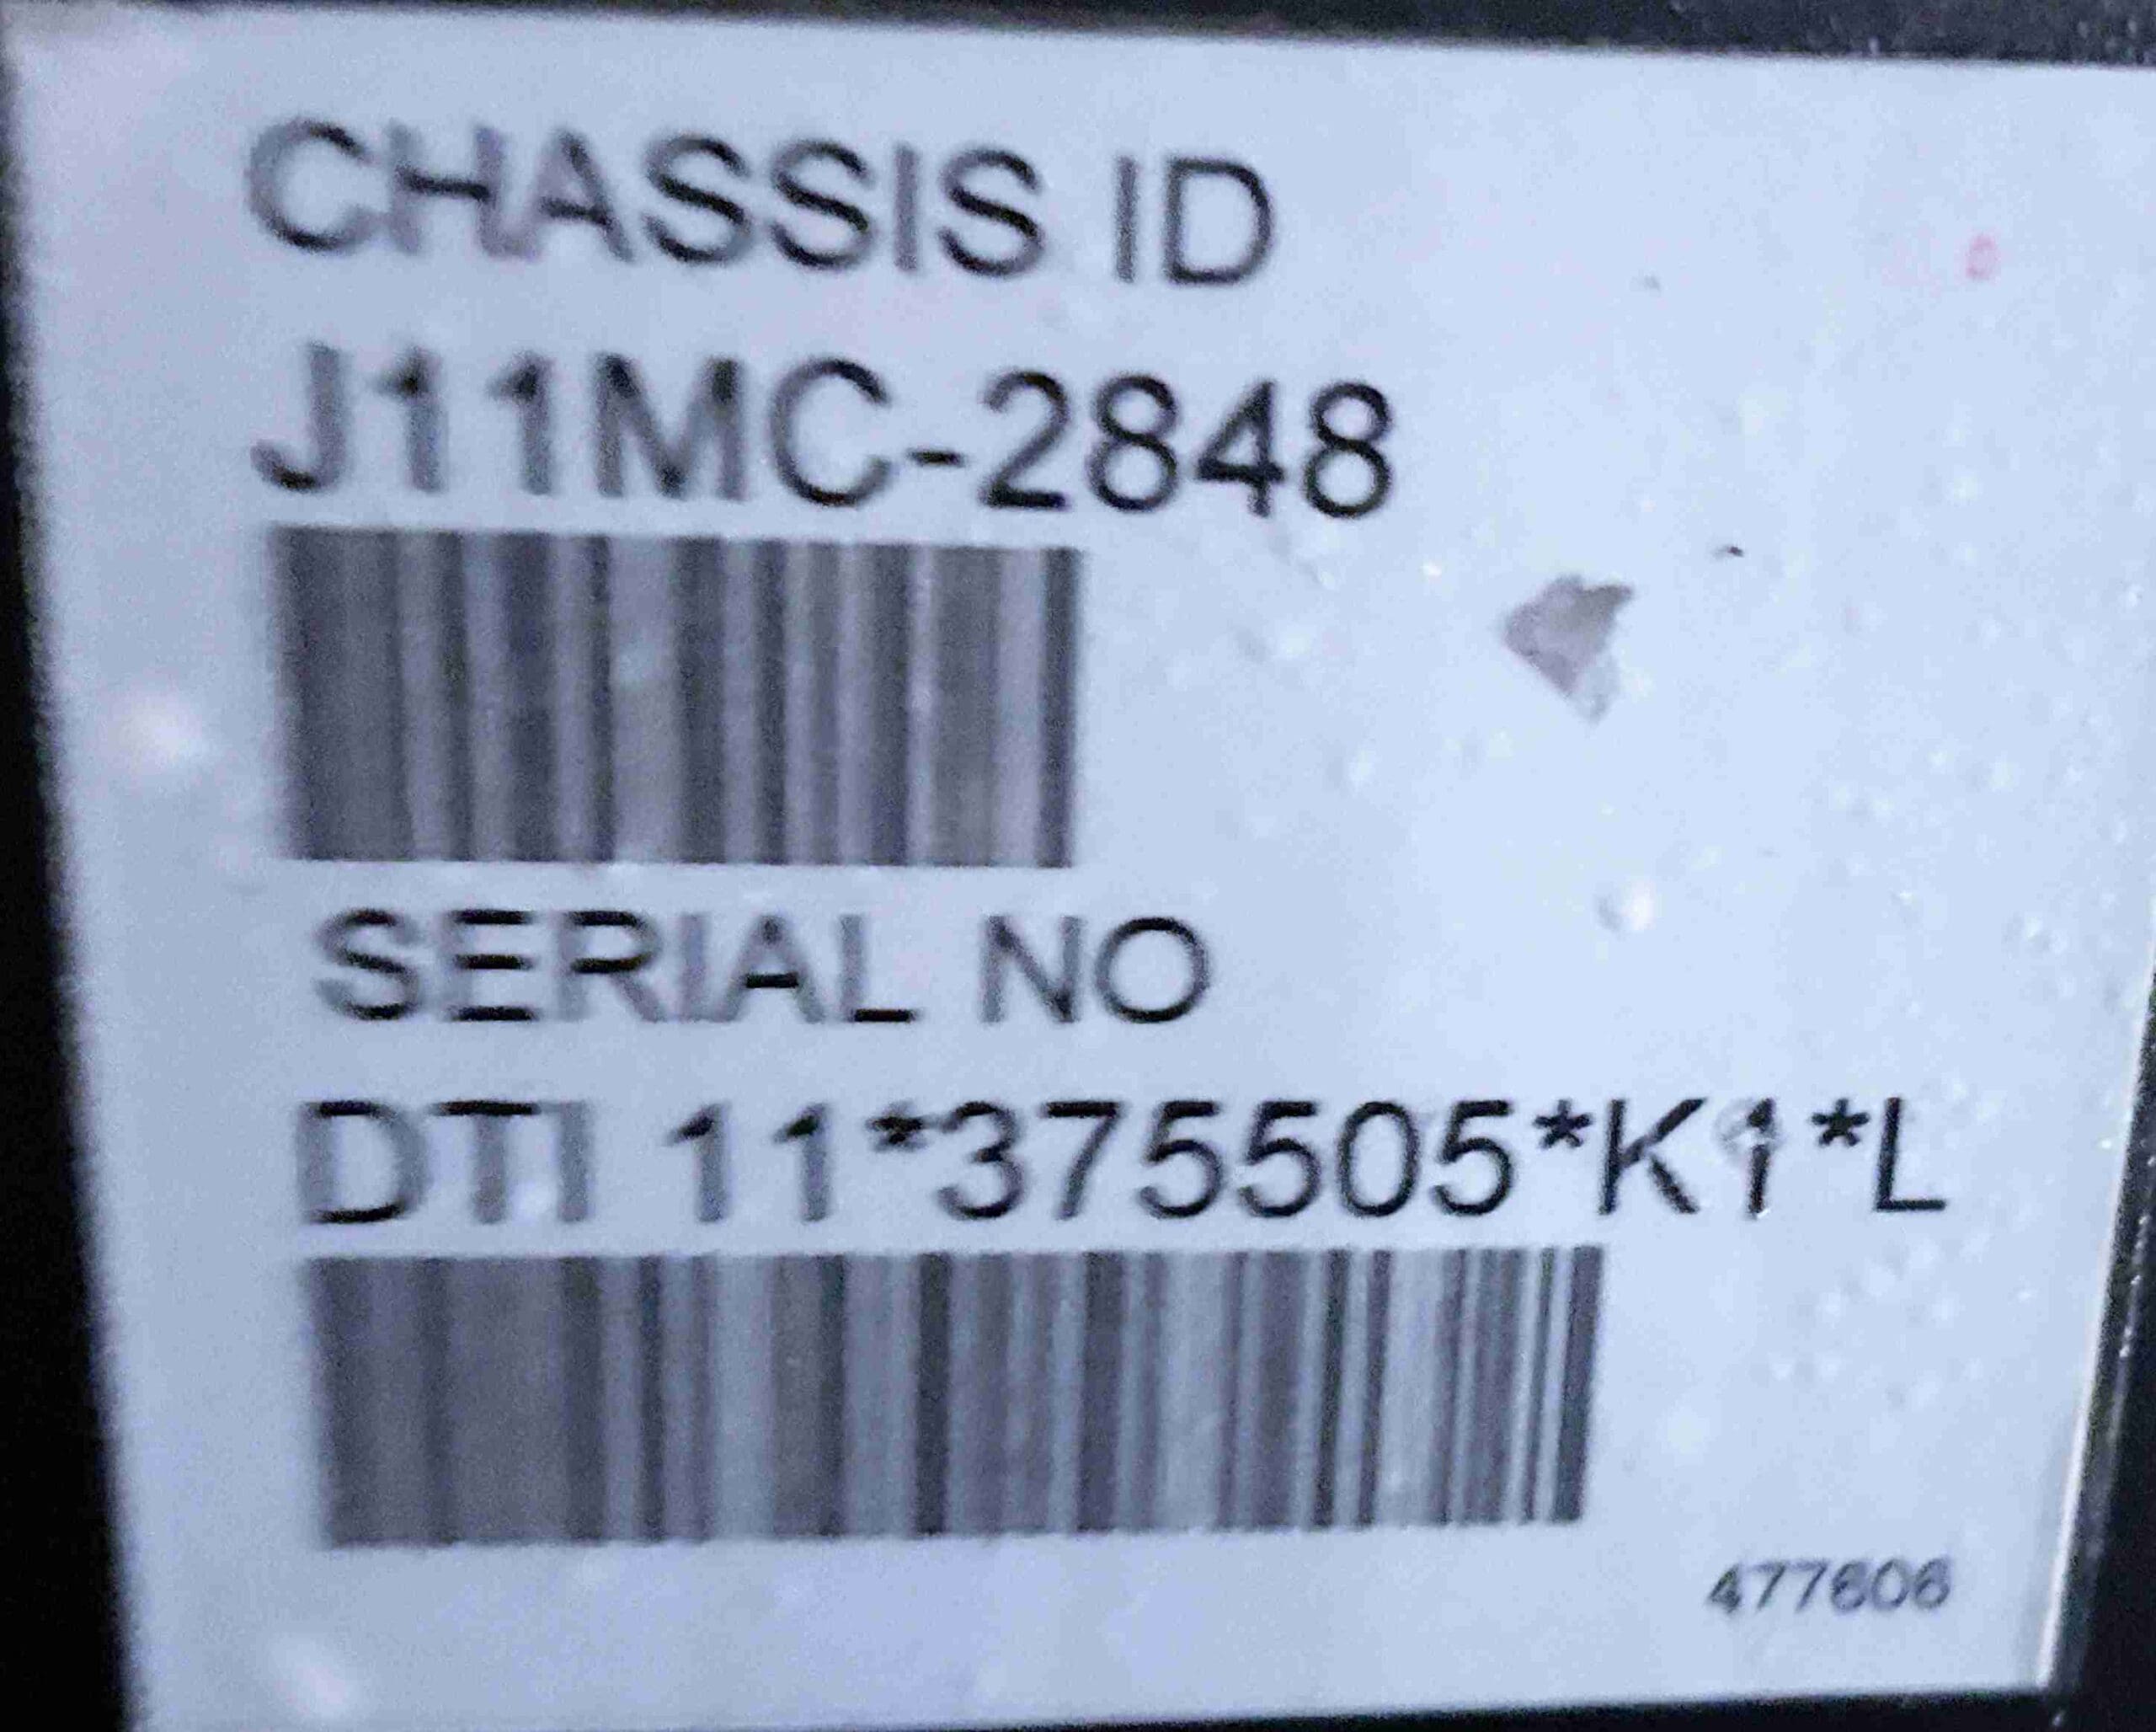 CHASSIS ID
J11MC-2848
SERIAL NO
DTI 11*375505*K1*L
477606